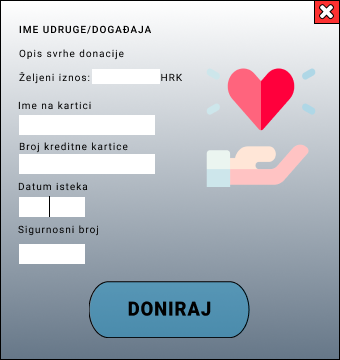 IME UDRUGE/DOGAĐAJA
Opis svrhe donacije
Željeni iznos: HRK
Ime na kartici
Broj kreditne kartice
Datum isteka
Sigurnosni broj
DONIRAJ